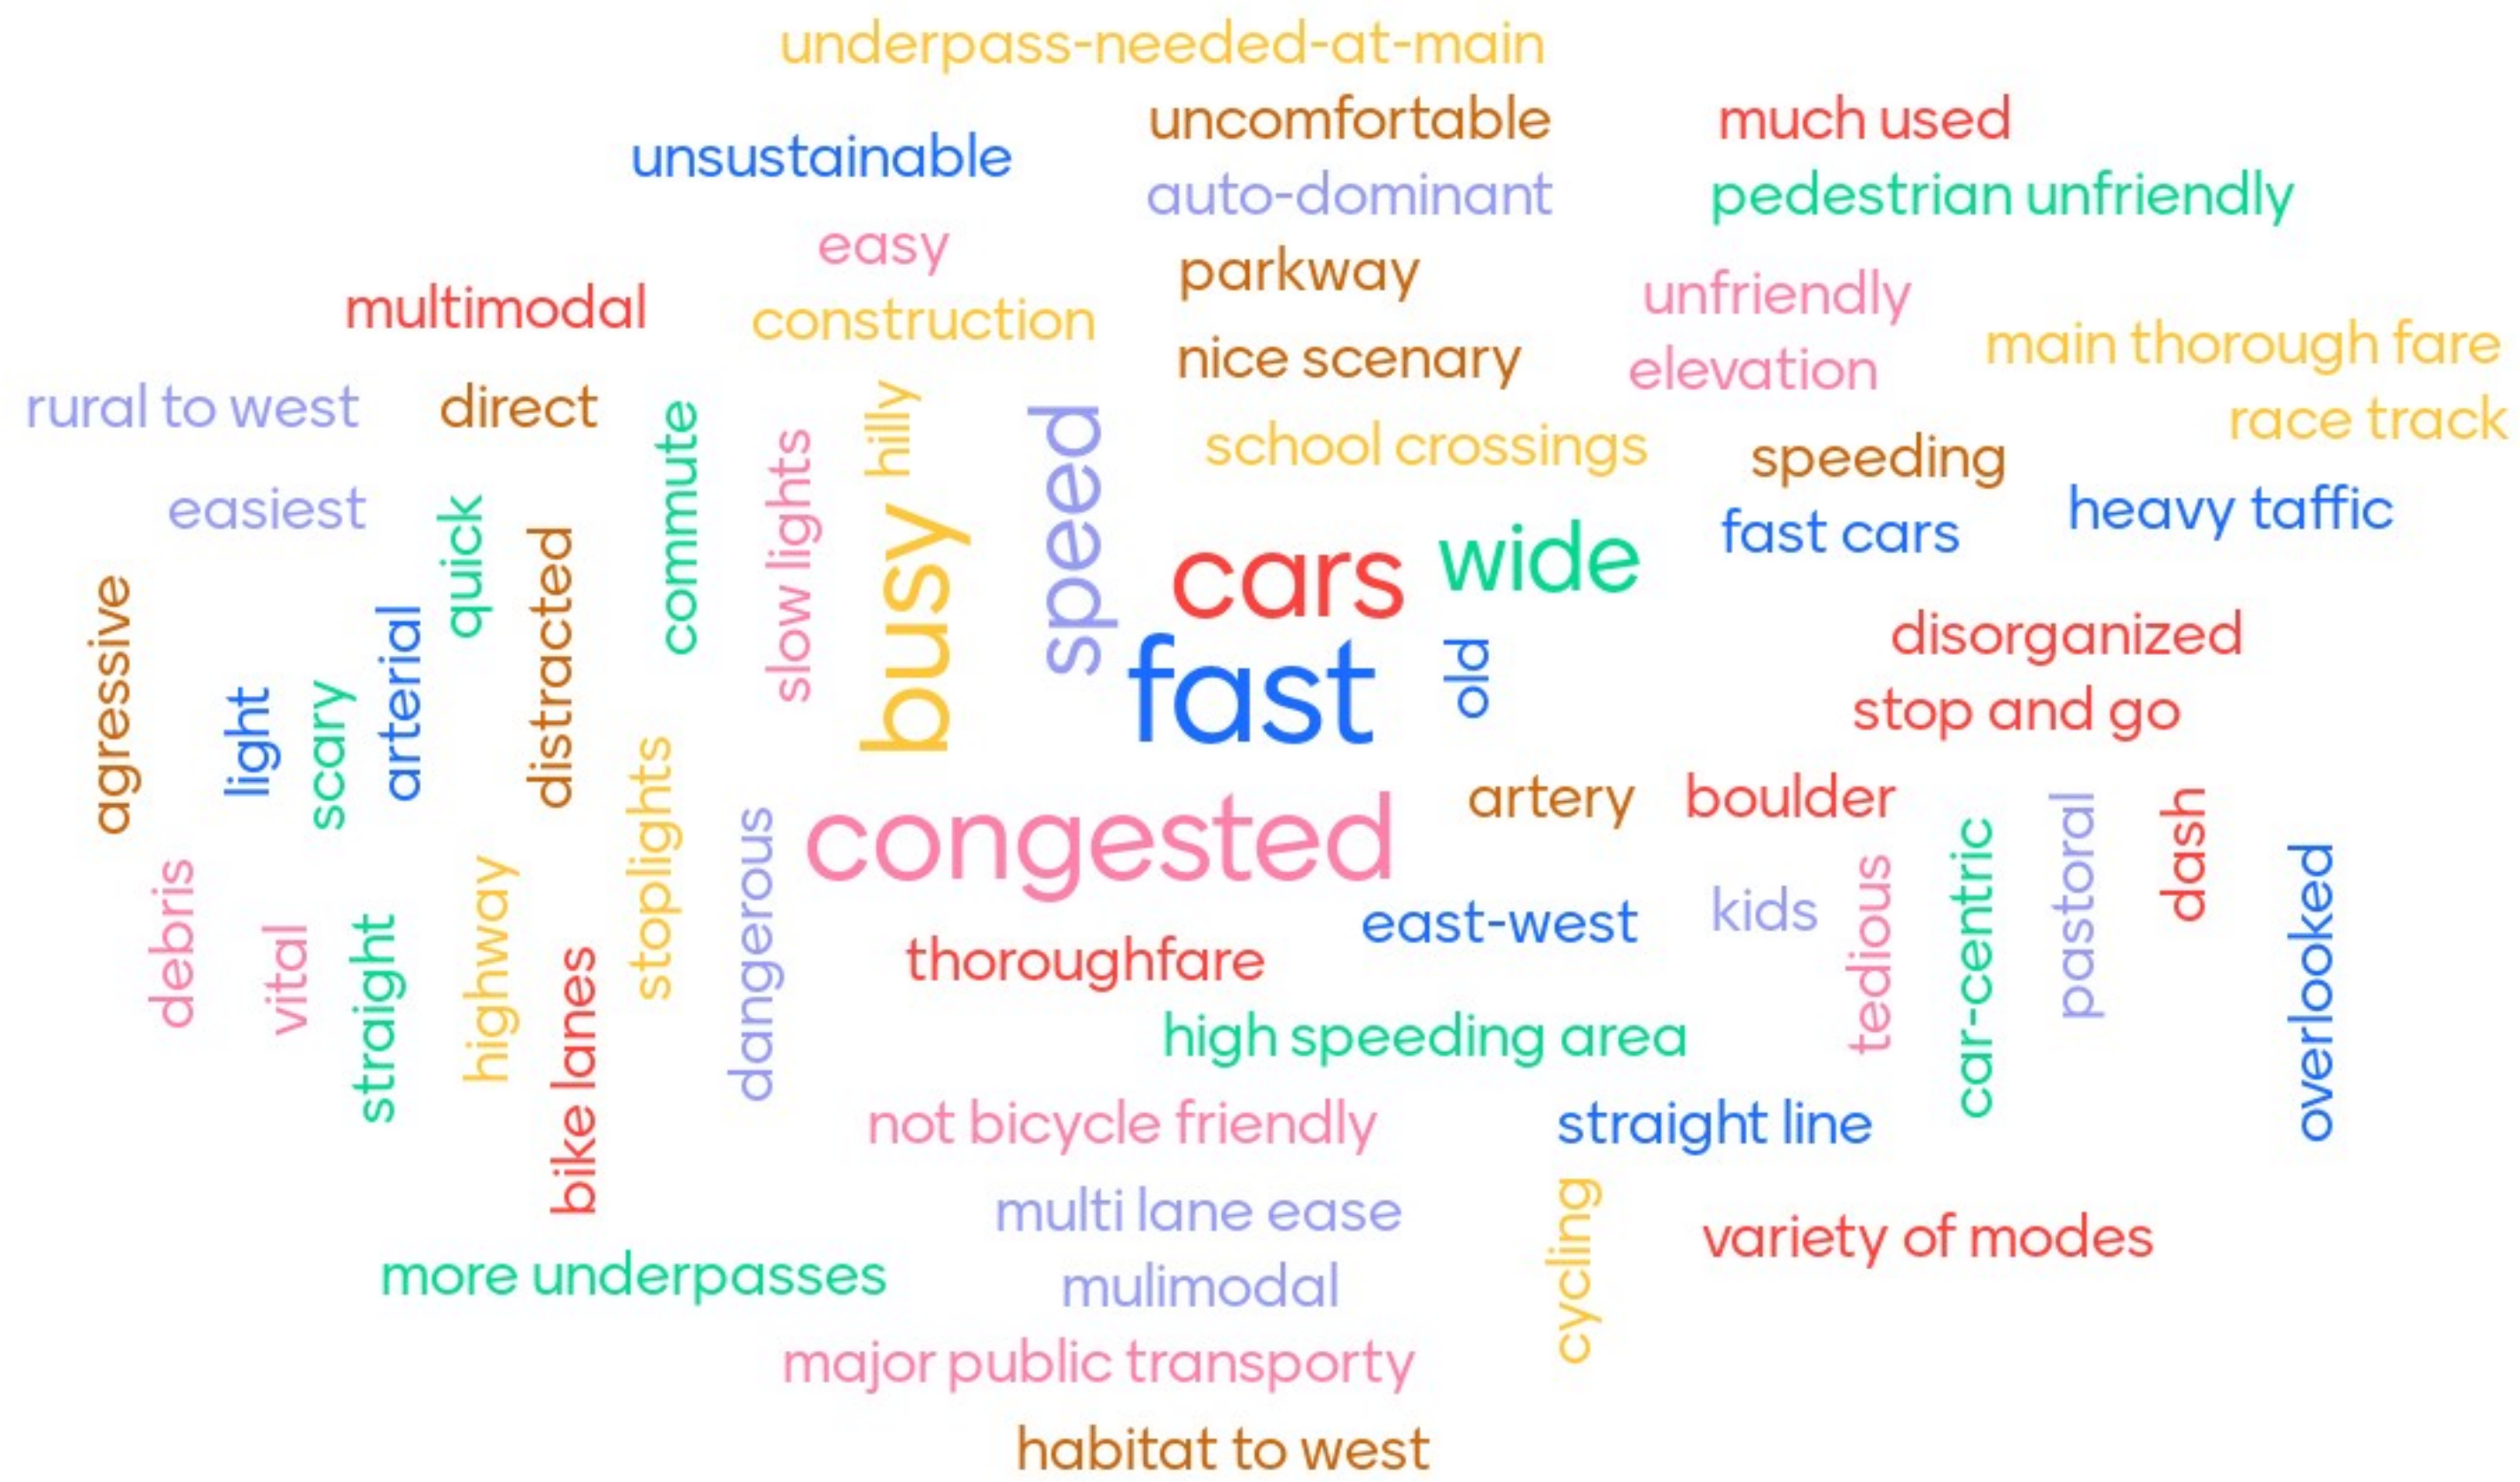 underpass-needed-at-main
uncomfortable
much used
unsustainable
auto-dominant
pedestrian unfriendly
easy
parkway
unfriendly
multimodal
construction
nice scenary
elevation
main thorough fare
rural to west
direct
commute
slow lights
hilly
speed
school crossings
speeding
race track
easiest
quick
distracted
busy
cars
wide
fast cars
heavy taffic
agressive
light
scary
arterial
fast
old
disorganized
stop and go
stoplights
dangerous
congested
artery
boulder
pastoral
dash
debris
vital
straight
highway
bike lanes
thoroughfare
east-west
kids
tedious
car-centric
overlooked
high speeding area
not bicycle friendly
straight line
multi lane ease
cycling
variety of modes
more underpasses
mulimodal
major public transporty
habitat to west